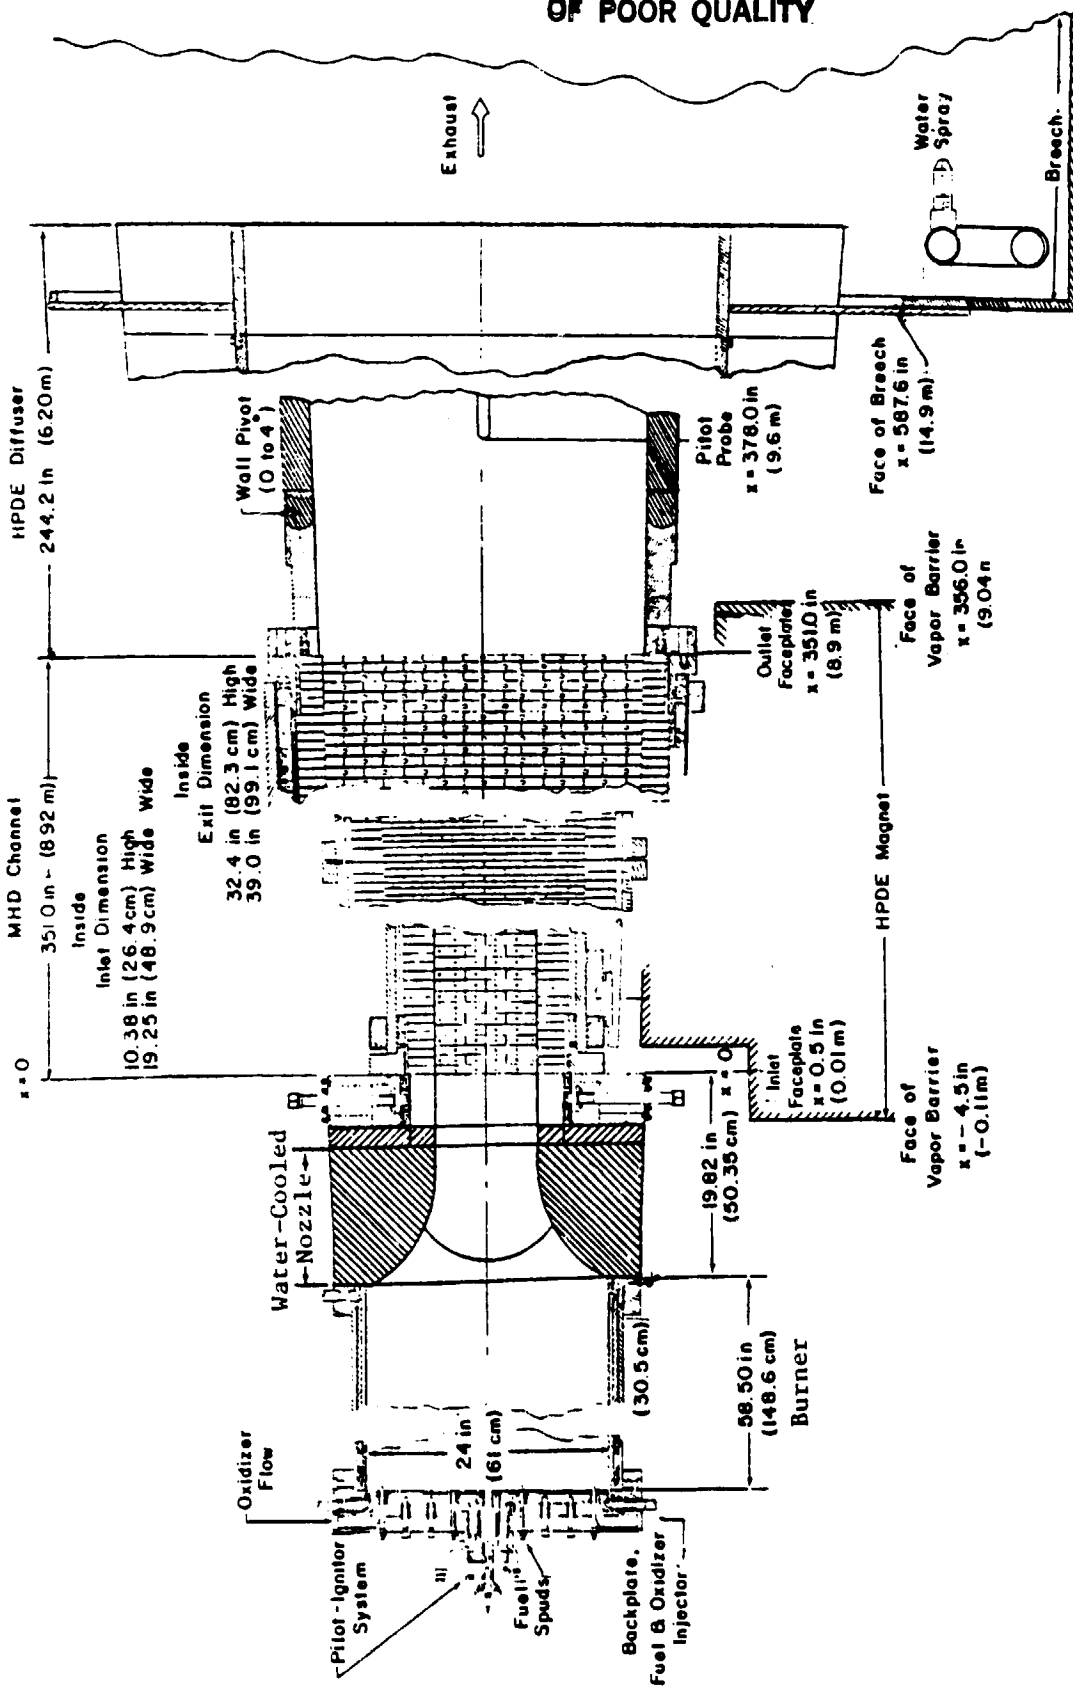 OF POOR QUALITY
HPDE Diffuser
244.2 in (6.20m)
MHD Channel
351.0 in - (8.92 m)
x = 0
Inside
Inlet Dimension
10.38 in (26.4cm) High
19.25 in (48.9cm) Wide Wide
Inside
Exit Dimension
32.4 in (82.3 cm) High
39.0 in (99.1 cm) Wide
Wall Pivot
(0 to 4°)
Exhaust
Water
Spray
Breech
Pitot
Probe
x = 378.0 in
(9.6 m)
Face of Breech
x = 587.6 in
(14.9 m)
Outlet
Faceplate
x = 351.0 in
(8.9 m)
Face of
Vapor Barrier
x = 356.0 in
(9.04 m
HPDE Magnet
Inlet
Faceplate
x = 0.5 in
(0.01m)
Face of
Vapor Barrier
x = - 4.5 in
(-0.11m)
x = 0
19.82 in
(50.35 cm)
Water-Cooled
Nozzle
(30.5 cm)
58.50 in
(148.6 cm)
Burner
24 in
(61 cm)
Oxidizer
Flow
Pilot-Ignitor
System
Fuel
Spuds
Backplate,
Fuel & Oxidizer
Injector